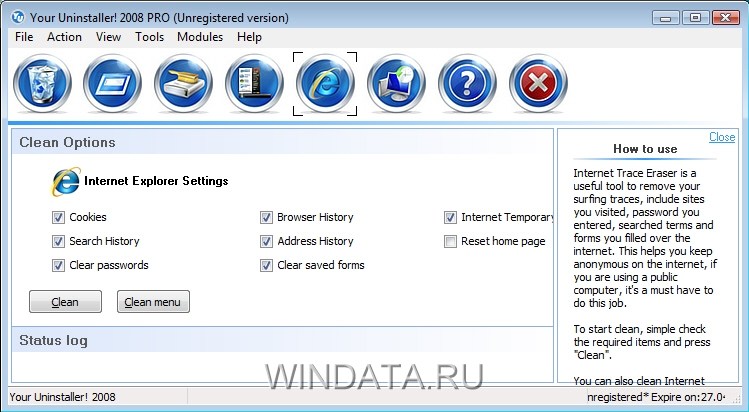 Your Uninstaller! 2008 PRO (Unregistered version)
File Action View Tools Modules Help
Clean Options
Internet Explorer Settings
Cookies
Browser History
Internet Temporary
Search History
Address History
Reset home page
Clear passwords
Clear saved forms
Clean
Clean menu
Status log
Close
How to use
Internet Trace Eraser is a
useful tool to remove your
surfing traces, include sites
you visited, password you
entered, searched terms and
forms you filled over the
internet. This helps you keep
anonymous on the internet, if
you are using a public
computer, it's a must have to
do this job.
To start clean, simple check
the required items and press
"Clean".
You can also clean Internet
WINDATA.RU
Your Uninstaller! 2008
nregistered* Expire on:27.0